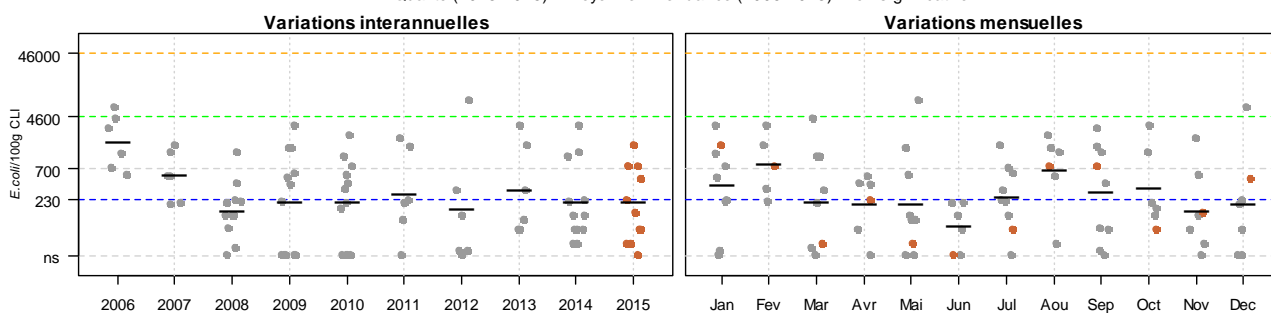 Variations interannuelles
Variations mensuelles
E.coli/100g CLI
46000
4600
700
230
ns
2006 2007 2008 2009 2010 2011 2012 2013 2014 2015
Jan Fev Mar Avr Mai Jun Jul Aou Sep Oct Nov Dec